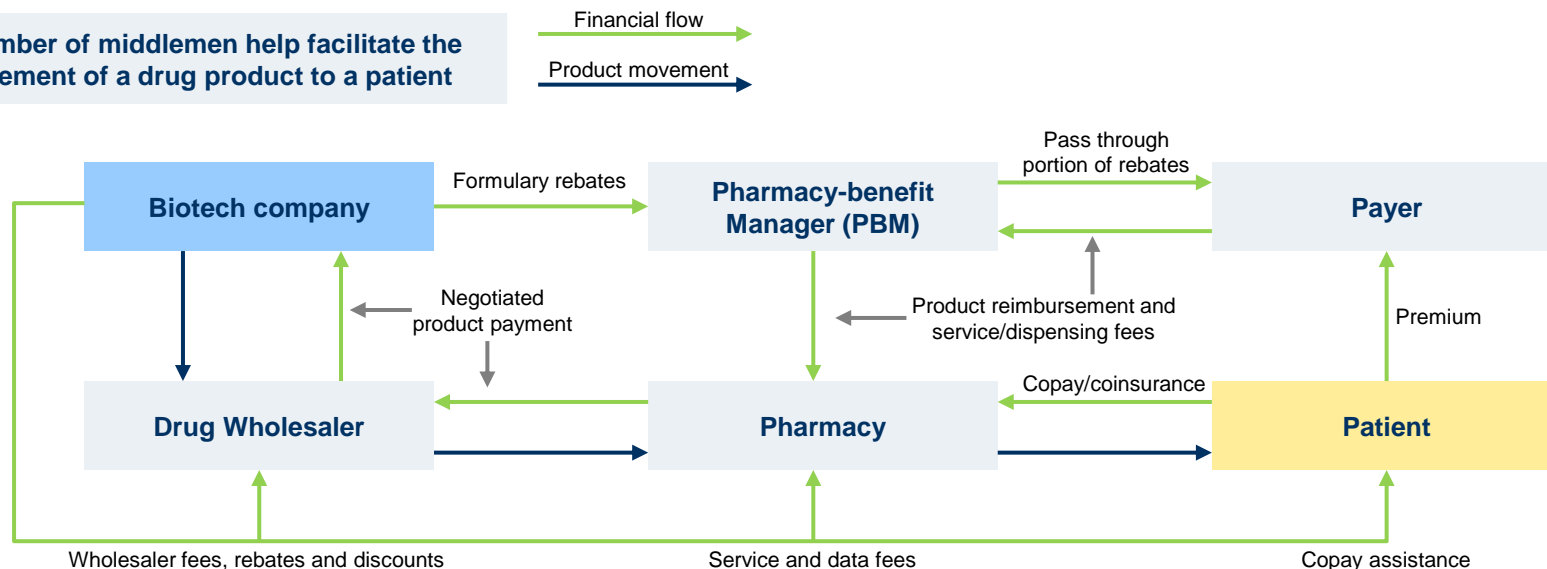 Financial flow
mber of middlemen help facilitate the
ement of a drug product to a patient
Product movement
Pass through
portion of rebates
Biotech company
Formulary rebates
Pharmacy-benefit
Manager (PBM)
Payer
Negotiated
product payment
Product reimbursement and
service/dispensing fees
Premium
Copay/coinsurance
Drug Wholesaler
Pharmacy
Patient
Wholesaler fees, rebates and discounts
Service and data fees
Copay assistance